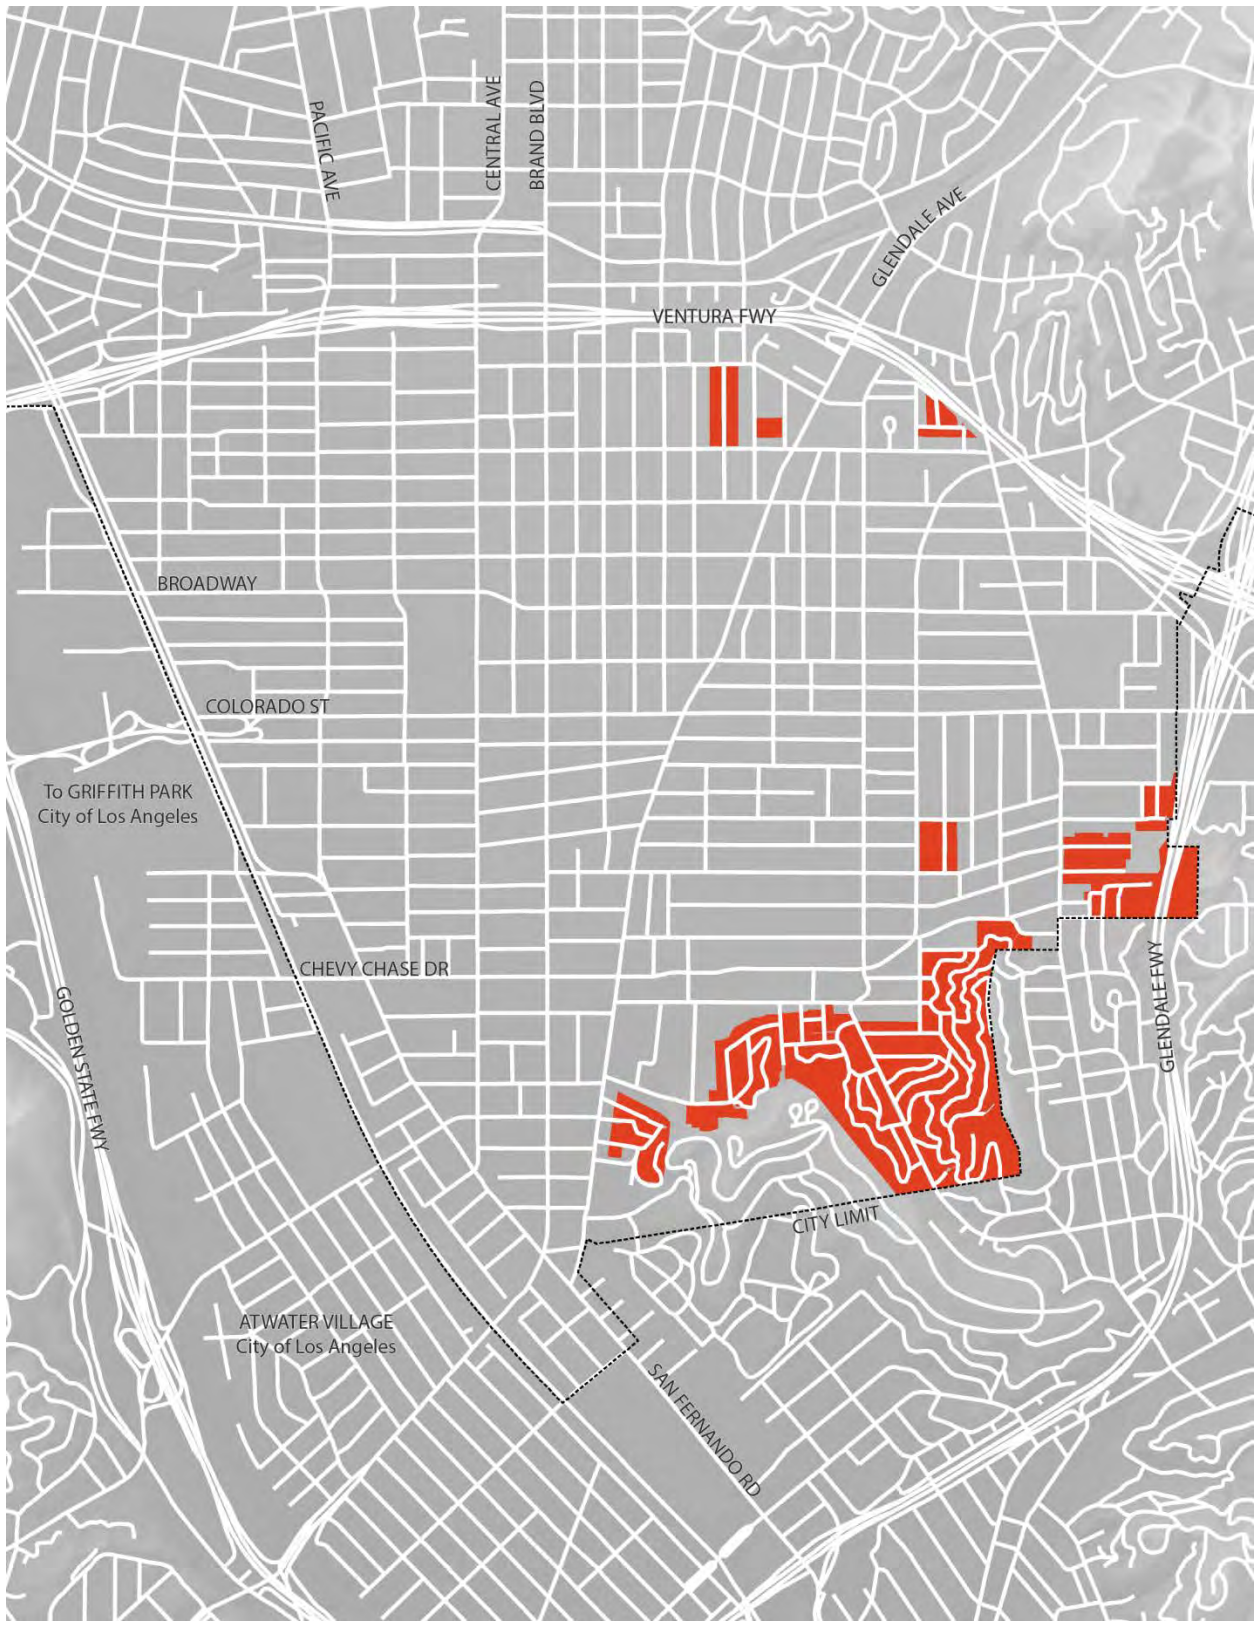 PACIFIC AVE
CENTRAL AVE
BRAND BLVD
GLENDALE AVE
VENTURA FWY
BROADWAY
COLORADO ST
To GRIFFITH PARK
City of Los Angeles
CHEVY CHASE DR
GOLDEN STATE FWY
GLENDALE FWY
CITY LIMIT
ATWATER VILLAGE
City of Los Angeles
SAN FERNANDO RD